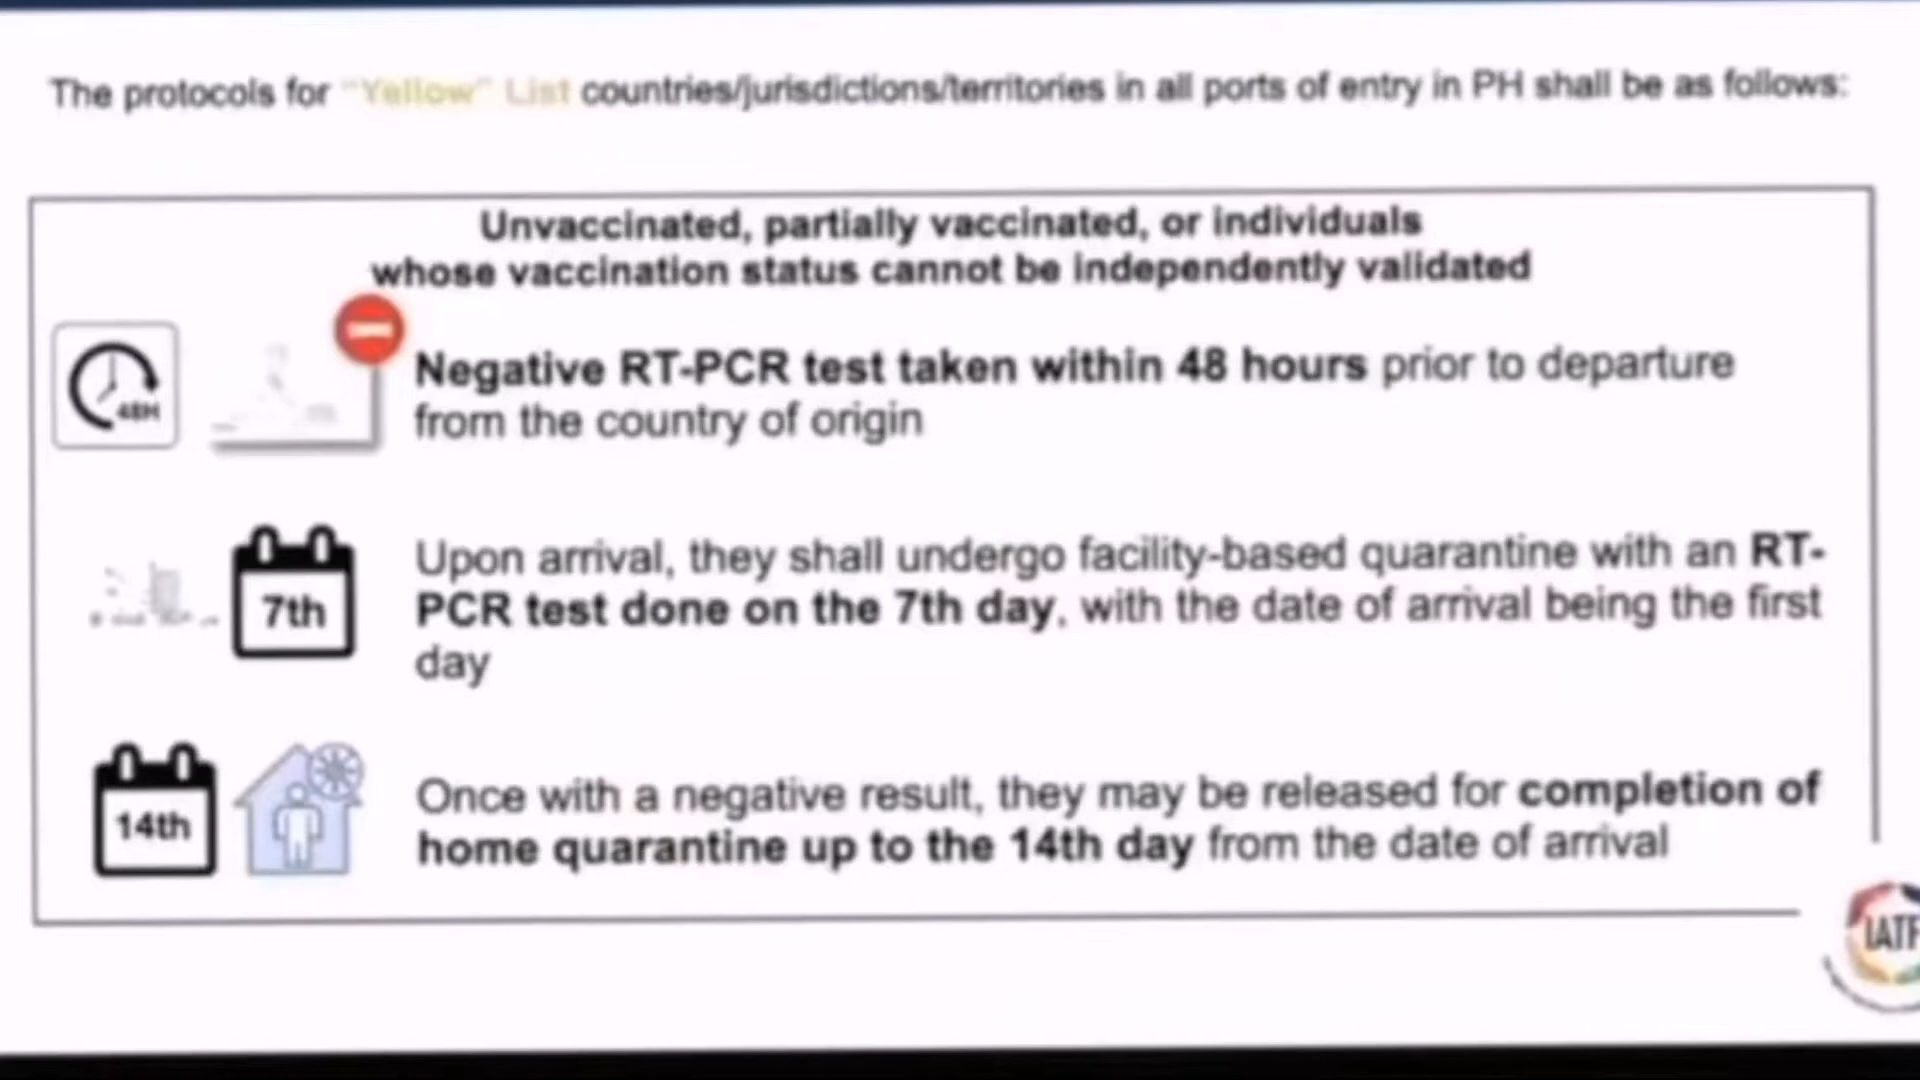 The protocols for "Yellow" List countries/jurisdictions/territories in all ports of entry in PH shall be as follows:
Unvaccinated, partially vaccinated, or individuals
whose vaccination status cannot be independently validated
48H
Negative RT-PCR test taken within 48 hours prior to departure
from the country of origin
7th
Upon arrival, they shall undergo facility-based quarantine with an RT-
PCR test done on the 7th day, with the date of arrival being the first
day
14th
Once with a negative result, they may be released for completion of
home quarantine up to the 14th day from the date of arrival
IATF